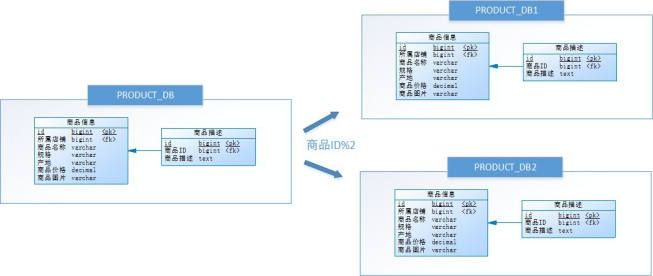 PRODUCT_DB
商品信息
id bigint <pk>
所属店铺 bigint <fk>
商品名称 varchar
规格 varchar
产地 varchar
商品价格 decimal
商品图片 varchar
商品描述
id bigint <pk>
商品ID bigint <fk>
商品描述 text
商品ID%2
PRODUCT_DB1
商品信息
id bigint <pk>
所属店铺 bigint <fk>
商品名称 varchar
规格 varchar
产地 varchar
商品价格 decimal
商品图片 varchar
商品描述
id bigint <pk>
商品ID bigint <fk>
商品描述 text
PRODUCT_DB2
商品信息
id bigint <pk>
所属店铺 bigint <fk>
商品名称 varchar
规格 varchar
产地 varchar
商品价格 decimal
商品图片 varchar
商品描述
id bigint <pk>
商品ID bigint <fk>
商品描述 text